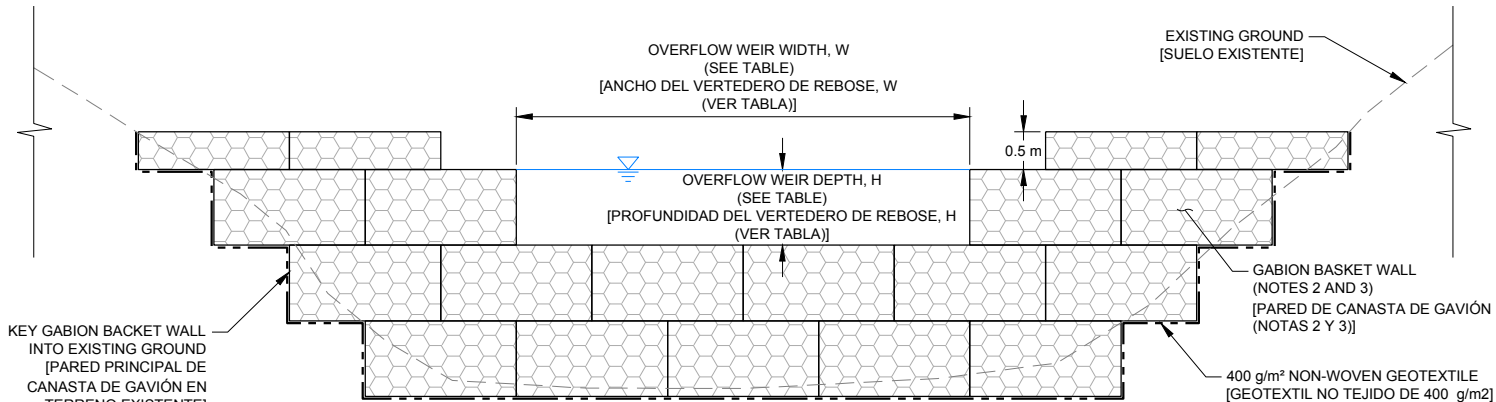 OVERFLOW WEIR WIDTH, W
(SEE TABLE)
[ANCHO DEL VERTEDERO DE REBOSE, W
(VER TABLA)]
EXISTING GROUND
[SUELO EXISTENTE]
0.5 m
OVERFLOW WEIR DEPTH, H
(SEE TABLE)
[PROFUNDIDAD DEL VERTEDERO DE REBOSE, H
(VER TABLA)]
GABION BASKET WALL
(NOTES 2 AND 3)
[PARED DE CANASTA DE GAVIÓN
(NOTAS 2 Y 3)]
KEY GABION BACKET WALL
INTO EXISTING GROUND
[PARED PRINCIPAL DE
CANASTA DE GAVIÓN EN
TERRENO EXISTENTE]
400 g/m² NON-WOVEN GEOTEXTILE
[GEOTEXTIL NO TEJIDO DE 400 g/m2]